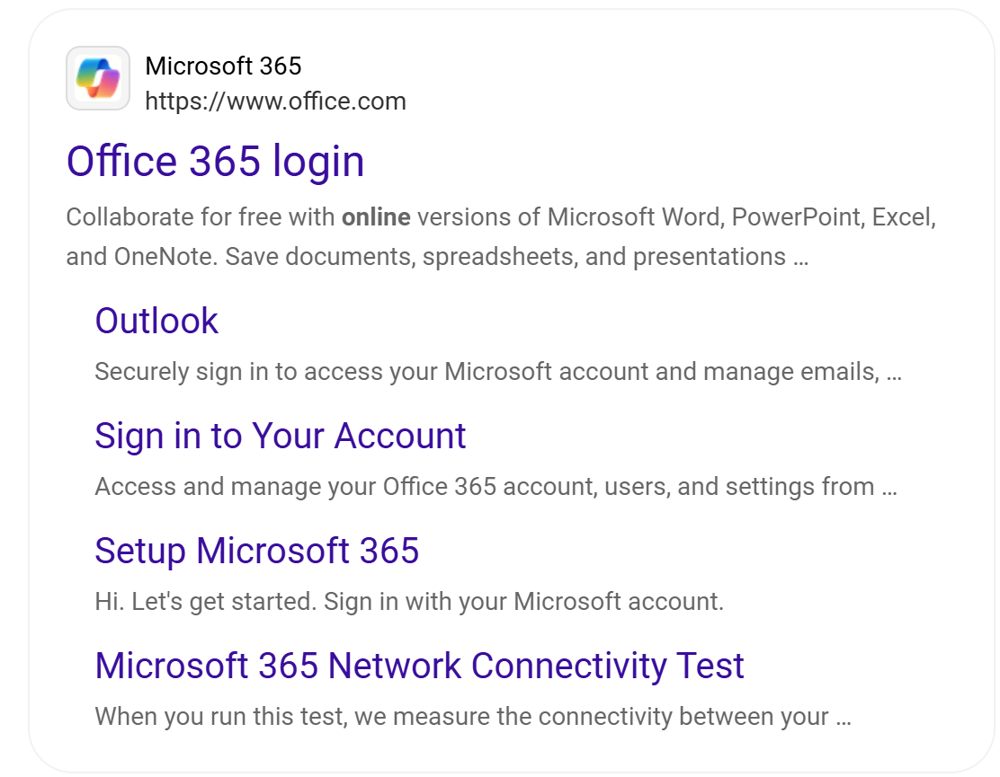 Microsoft 365
https://www.office.com
Office 365 login
Collaborate for free with online versions of Microsoft Word, PowerPoint, Excel,
and OneNote. Save documents, spreadsheets, and presentations …
Outlook
Securely sign in to access your Microsoft account and manage emails, …
Sign in to Your Account
Access and manage your Office 365 account, users, and settings from …
Setup Microsoft 365
Hi. Let's get started. Sign in with your Microsoft account.
Microsoft 365 Network Connectivity Test
When you run this test, we measure the connectivity between your …